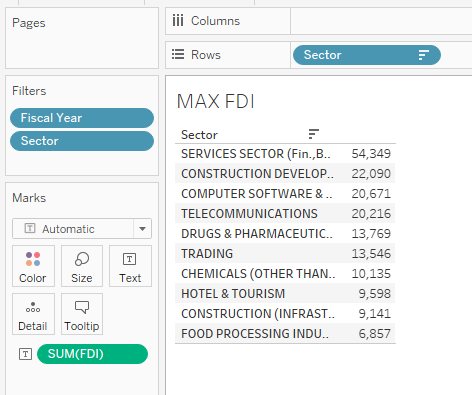 Pages
Columns
Rows
Sector
Filters
Fiscal Year
Sector
Marks
Automatic
Color
Size
Text
Detail
Tooltip
SUM(FDI)
MAX FDI
Sector
SERVICES SECTOR (Fin.,B.. 54,349
CONSTRUCTION DEVELOP.. 22,090
COMPUTER SOFTWARE & .. 20,671
TELECOMMUNICATIONS 20,216
DRUGS & PHARMACEUTIC.. 13,769
TRADING 13,546
CHEMICALS (OTHER THAN.. 10,135
HOTEL & TOURISM 9,598
CONSTRUCTION (INFRAST.. 9,141
FOOD PROCESSING INDU.. 6,857